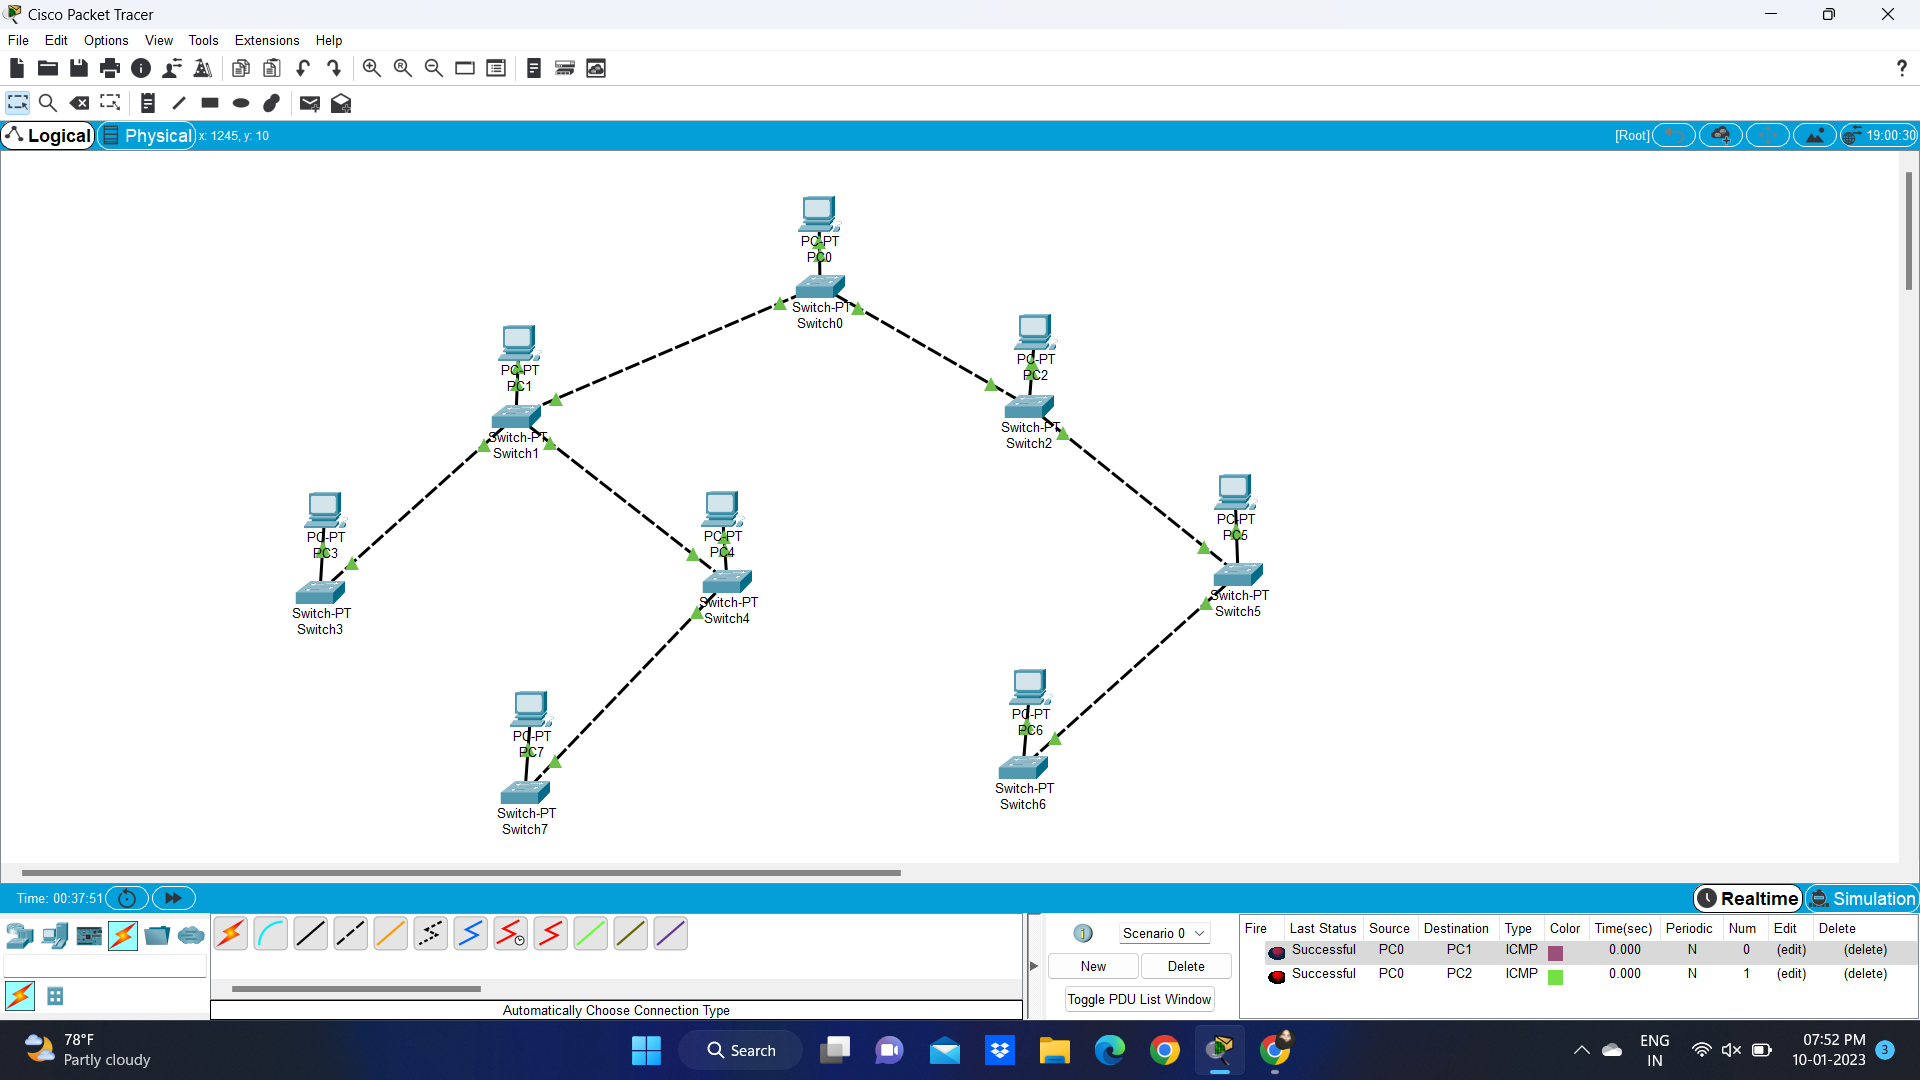 Cisco Packet Tracer
File Edit Options View Tools Extensions Help
?
Logical Physical x: 1245, y: 10 [Root] 19:00:30
PC-PT
PC0
Switch-PT
Switch0
PC-PT
PC1
Switch-PT
Switch1
PC-PT
PC2
Switch-PT
Switch2
PC-PT
PC3
Switch-PT
Switch3
PC-PT
PC4
Switch-PT
Switch4
PC-PT
PC5
Switch-PT
Switch5
PC-PT
PC6
Switch-PT
Switch6
PC-PT
PC7
Switch-PT
Switch7
Time: 00:37:51 Realtime Simulation
Scenario 0
New Delete
Toggle PDU List Window
Fire Last Status Source Destination Type Color Time(sec) Periodic Num Edit Delete
Successful PC0 PC1 ICMP 0.000 N 0 (edit) (delete)
Successful PC0 PC2 ICMP 0.000 N 1 (edit) (delete)
Automatically Choose Connection Type
78°F
Partly cloudy
Search
ENG
IN
07:52 PM
10-01-2023
3